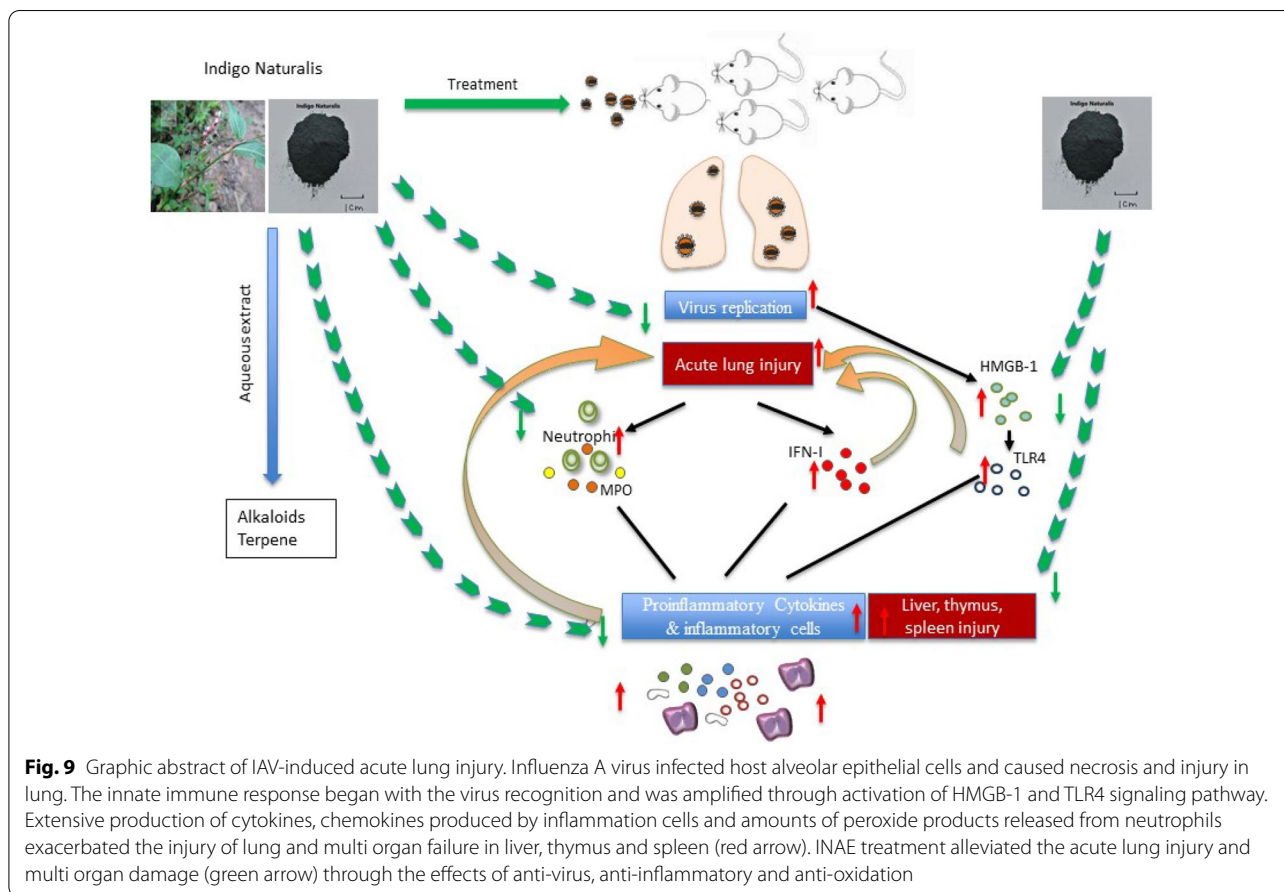 Indigo Naturalis
Treatment
Indigo Naturalis
1cm
Indigo Naturalis
1cm
Aqueous extract
Virus replication
Acute lung injury
HMGB-1
Neutrophi
MPO
IFN-I
TLR4
Alkaloids
Terpene
Proinflammatory Cytokines
& inflammatory cells
Liver, thymus,
spleen injury
Fig. 9 Graphic abstract of IAV-induced acute lung injury. Influenza A virus infected host alveolar epithelial cells and caused necrosis and injury in
lung. The innate immune response began with the virus recognition and was amplified through activation of HMGB-1 and TLR4 signaling pathway.
Extensive production of cytokines, chemokines produced by inflammation cells and amounts of peroxide products released from neutrophils
exacerbated the injury of lung and multi organ failure in liver, thymus and spleen (red arrow). INAE treatment alleviated the acute lung injury and
multi organ damage (green arrow) through the effects of anti-virus, anti-inflammatory and anti-oxidation